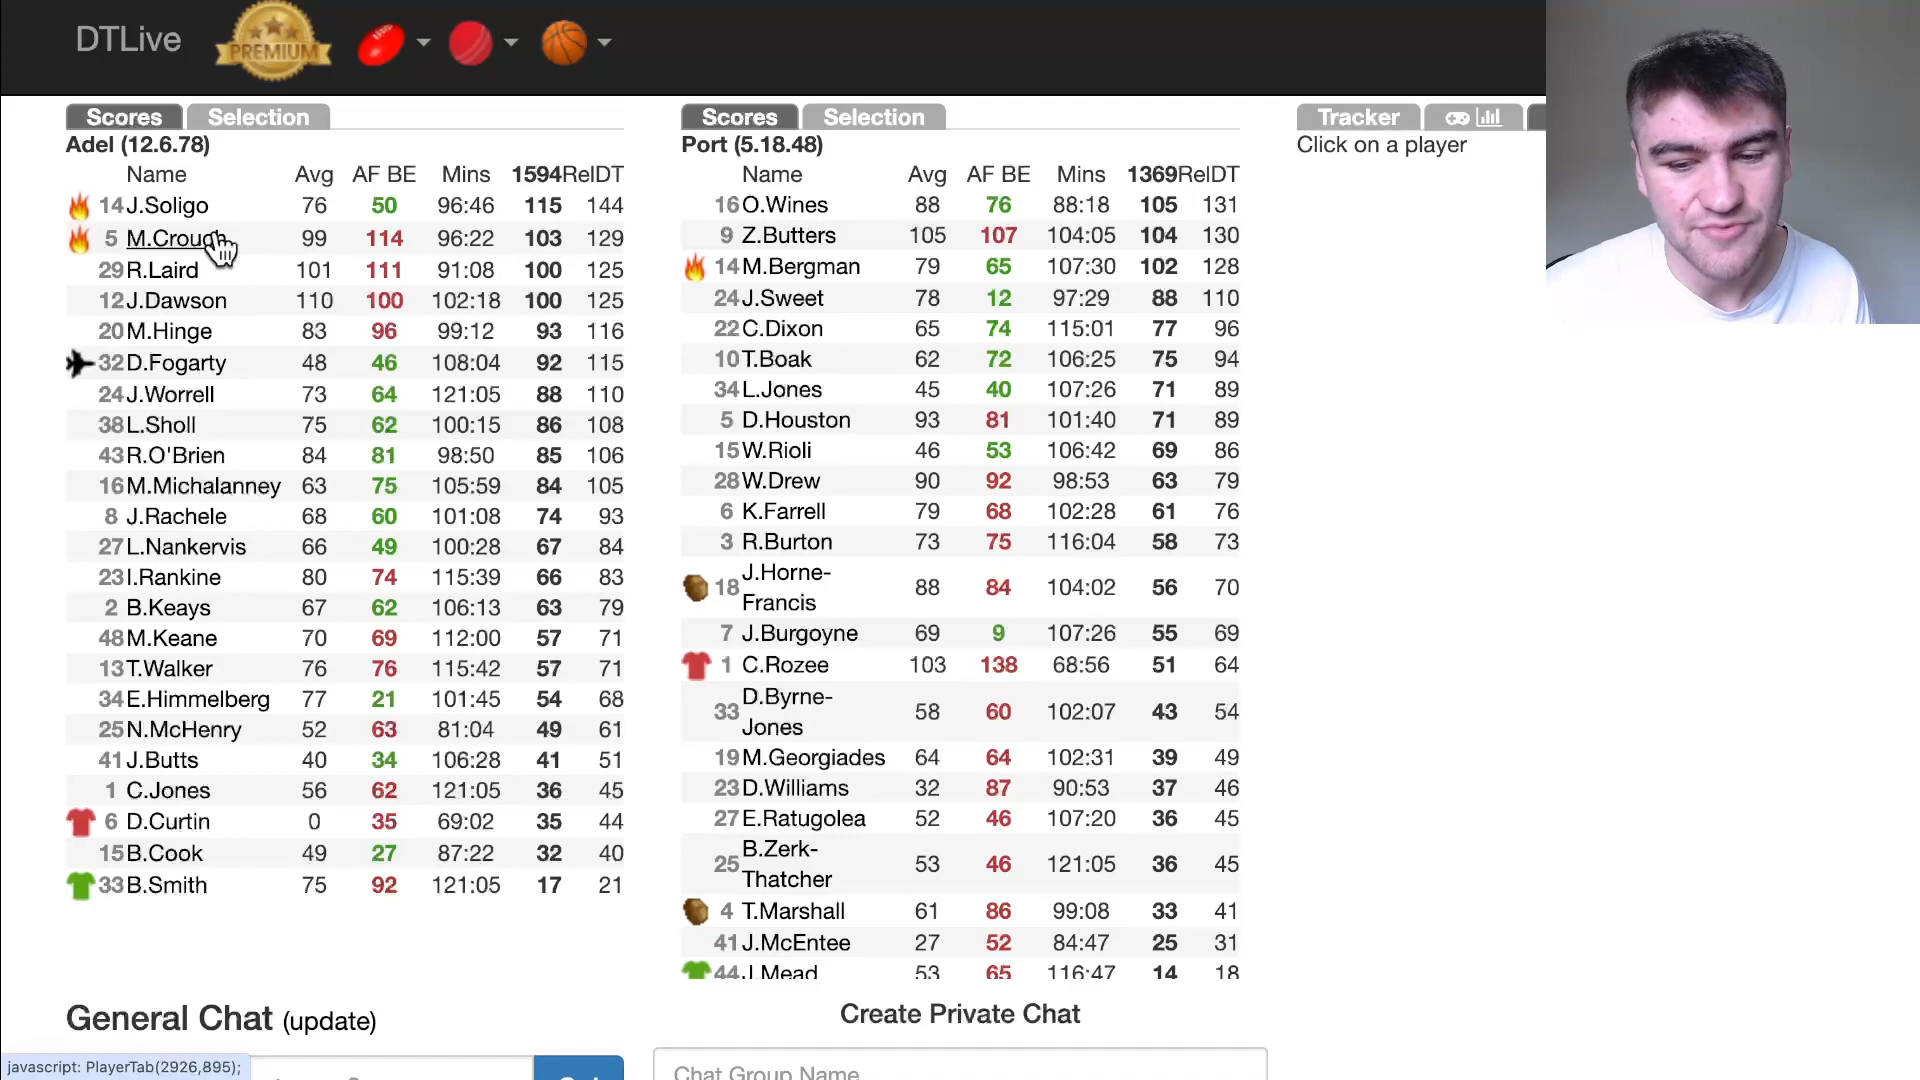 DTLive
PREMIUM
Scores Selection
Adel (12.6.78)
Name Avg AF BE Mins 1594 RelDT
14 J.Soligo 76 50 96:46 115 144
5 M.Crouch 99 114 96:22 103 129
29 R.Laird 101 111 91:08 100 125
12 J.Dawson 110 100 102:18 100 125
20 M.Hinge 83 96 99:12 93 116
32 D.Fogarty 48 46 108:04 92 115
24 J.Worrell 73 64 121:05 88 110
38 L.Sholl 75 62 100:15 86 108
43 R.O'Brien 84 81 98:50 85 106
16 M.Michalanney 63 75 105:59 84 105
8 J.Rachele 68 60 101:08 74 93
27 L.Nankervis 66 49 100:28 67 84
23 I.Rankine 80 74 115:39 66 83
2 B.Keays 67 62 106:13 63 79
48 M.Keane 70 69 112:00 57 71
13 T.Walker 76 76 115:42 57 71
34 E.Himmelberg 77 21 101:45 54 68
25 N.McHenry 52 63 81:04 49 61
41 J.Butts 40 34 106:28 41 51
1 C.Jones 56 62 121:05 36 45
6 D.Curtin 0 35 69:02 35 44
15 B.Cook 49 27 87:22 32 40
33 B.Smith 75 92 121:05 17 21
Scores Selection
Port (5.18.48)
Name Avg AF BE Mins 1369 RelDT
16 O.Wines 88 76 88:18 105 131
9 Z.Butters 105 107 104:05 104 130
14 M.Bergman 79 65 107:30 102 128
24 J.Sweet 78 12 97:29 88 110
22 C.Dixon 65 74 115:01 77 96
10 T.Boak 62 72 106:25 75 94
34 L.Jones 45 40 107:26 71 89
5 D.Houston 93 81 101:40 71 89
15 W.Rioli 46 53 106:42 69 86
28 W.Drew 90 92 98:53 63 79
6 K.Farrell 79 68 102:28 61 76
3 R.Burton 73 75 116:04 58 73
18 J.Horne-
Francis 88 84 104:02 56 70
7 J.Burgoyne 69 9 107:26 55 69
1 C.Rozee 103 138 68:56 51 64
33 D.Byrne-
Jones 58 60 102:07 43 54
19 M.Georgiades 64 64 102:31 39 49
23 D.Williams 32 87 90:53 37 46
27 E.Ratugolea 52 46 107:20 36 45
25 B.Zerk-
Thatcher 53 46 121:05 36 45
4 T.Marshall 61 86 99:08 33 41
41 J.McEntee 27 52 84:47 25 31
44 J.Mead 53 65 116:47 14 18
Tracker
Click on a player
General Chat (update)
Create Private Chat
Chat Group Name
javascript: PlayerTab(2926,895);